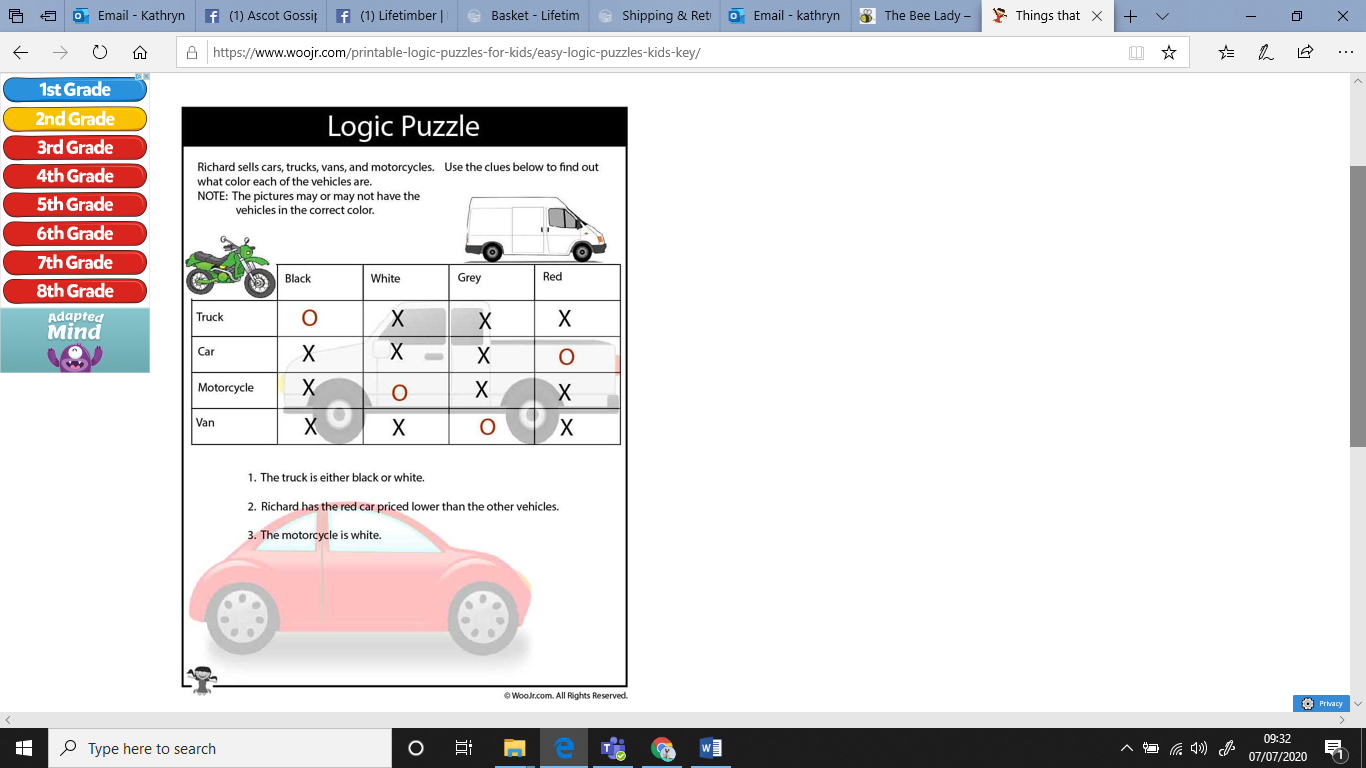 Email - Kathryn
(1) Ascot Gossip
(1) Lifetimber |
Basket - Lifetim
Shipping & Ret
Email - kathryn
The Bee Lady –
Things that
https://www.woojr.com/printable-logic-puzzles-for-kids/easy-logic-puzzles-kids-key/
1st Grade
2nd Grade
3rd Grade
4th Grade
5th Grade
6th Grade
7th Grade
8th Grade
Adapted
Mind
Logic Puzzle
Richard sells cars, trucks, vans, and motorcycles. Use the clues below to find out
what color each of the vehicles are.
NOTE: The pictures may or may not have the
vehicles in the correct color.
Black White Grey Red
Truck O X X X
Car X X X O
Motorcycle X O X X
Van X X O X
1. The truck is either black or white.
2. Richard has the red car priced lower than the other vehicles.
3. The motorcycle is white.
© WooJr.com. All Rights Reserved.
Privacy
Type here to search
09:32
07/07/2020
1